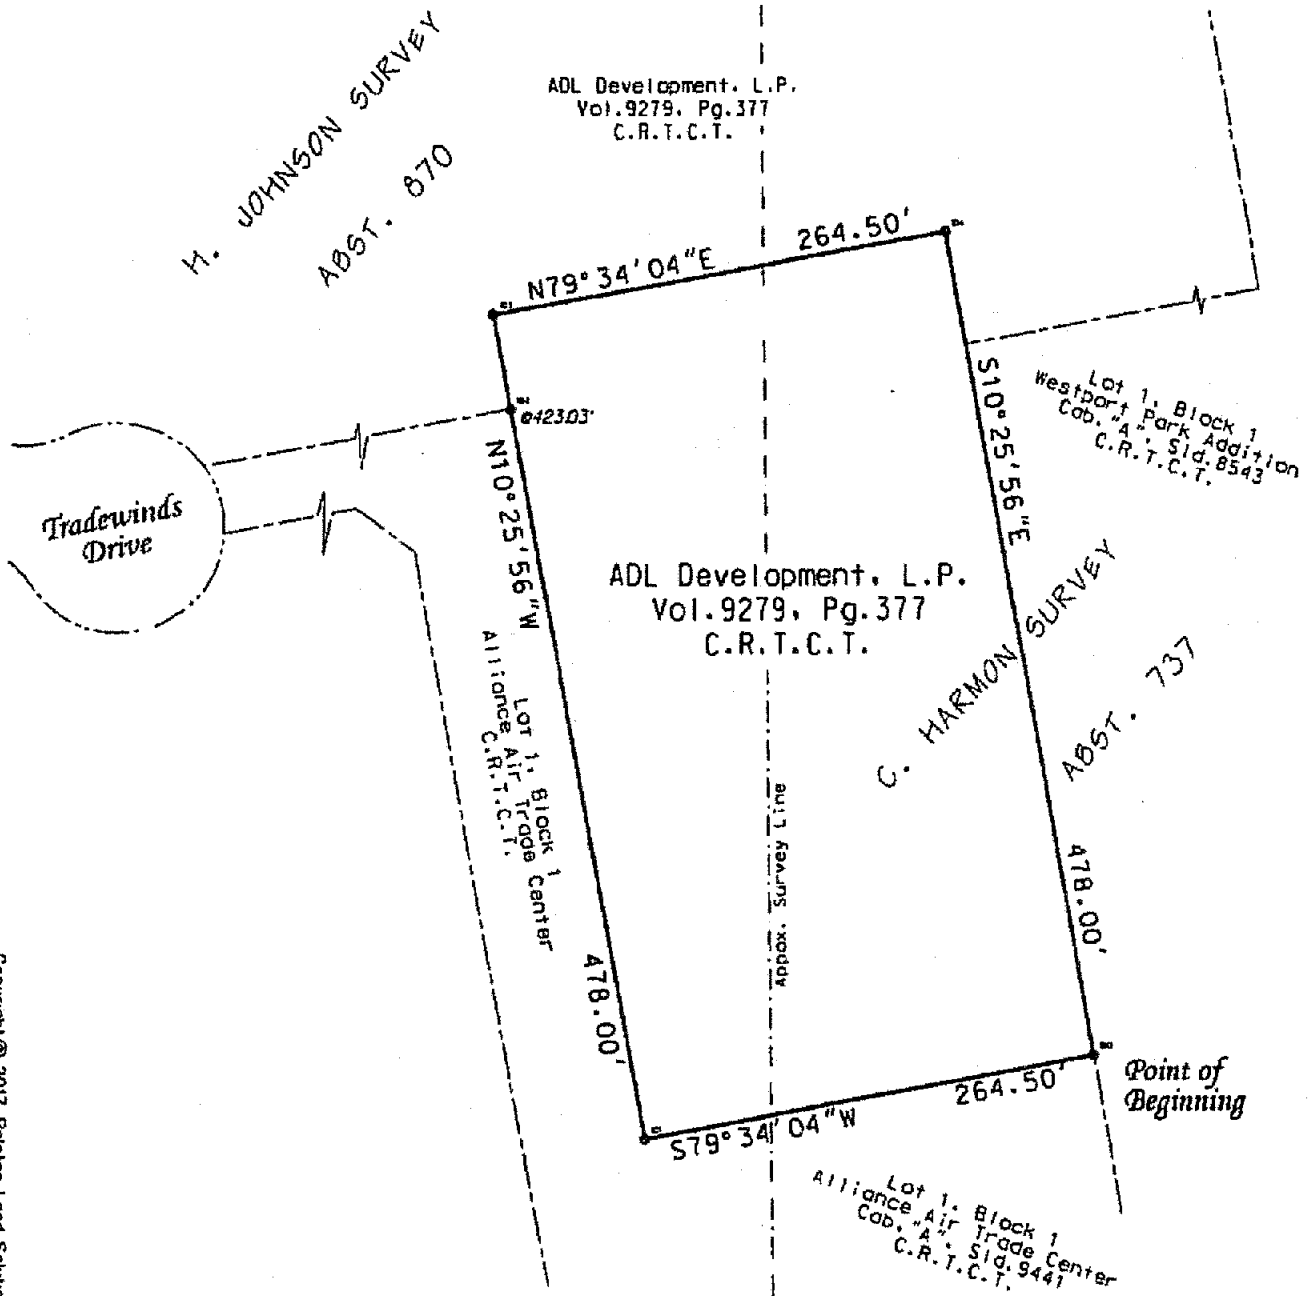 H. JOHNSON SURVEY
ABST. 870
ADL Development, L.P.
Vol.9279, Pg.377
C.R.T.C.T.
N79°34'04"E
264.50'
@423.03'
Tradewinds
Drive
N10°25'56"W
478.00'
Lot 1, Block 1
Alliance Air Trade Center
C.R.T.C.T.
ADL Development, L.P.
Vol.9279, Pg.377
C.R.T.C.T.
Appox. Survey Line
S10°25'56"E
478.00'
Lot 1, Block 1
Westport Park Addition
Cab. "A", Sld. 8543
C.R.T.C.T.
C. HARMON SURVEY
ABST. 737
Point of
Beginning
S79°34'04"W
264.50'
Lot 1, Block 1
Alliance Air Trade Center
Cab. "A", Sld. 9441
C.R.T.C.T.